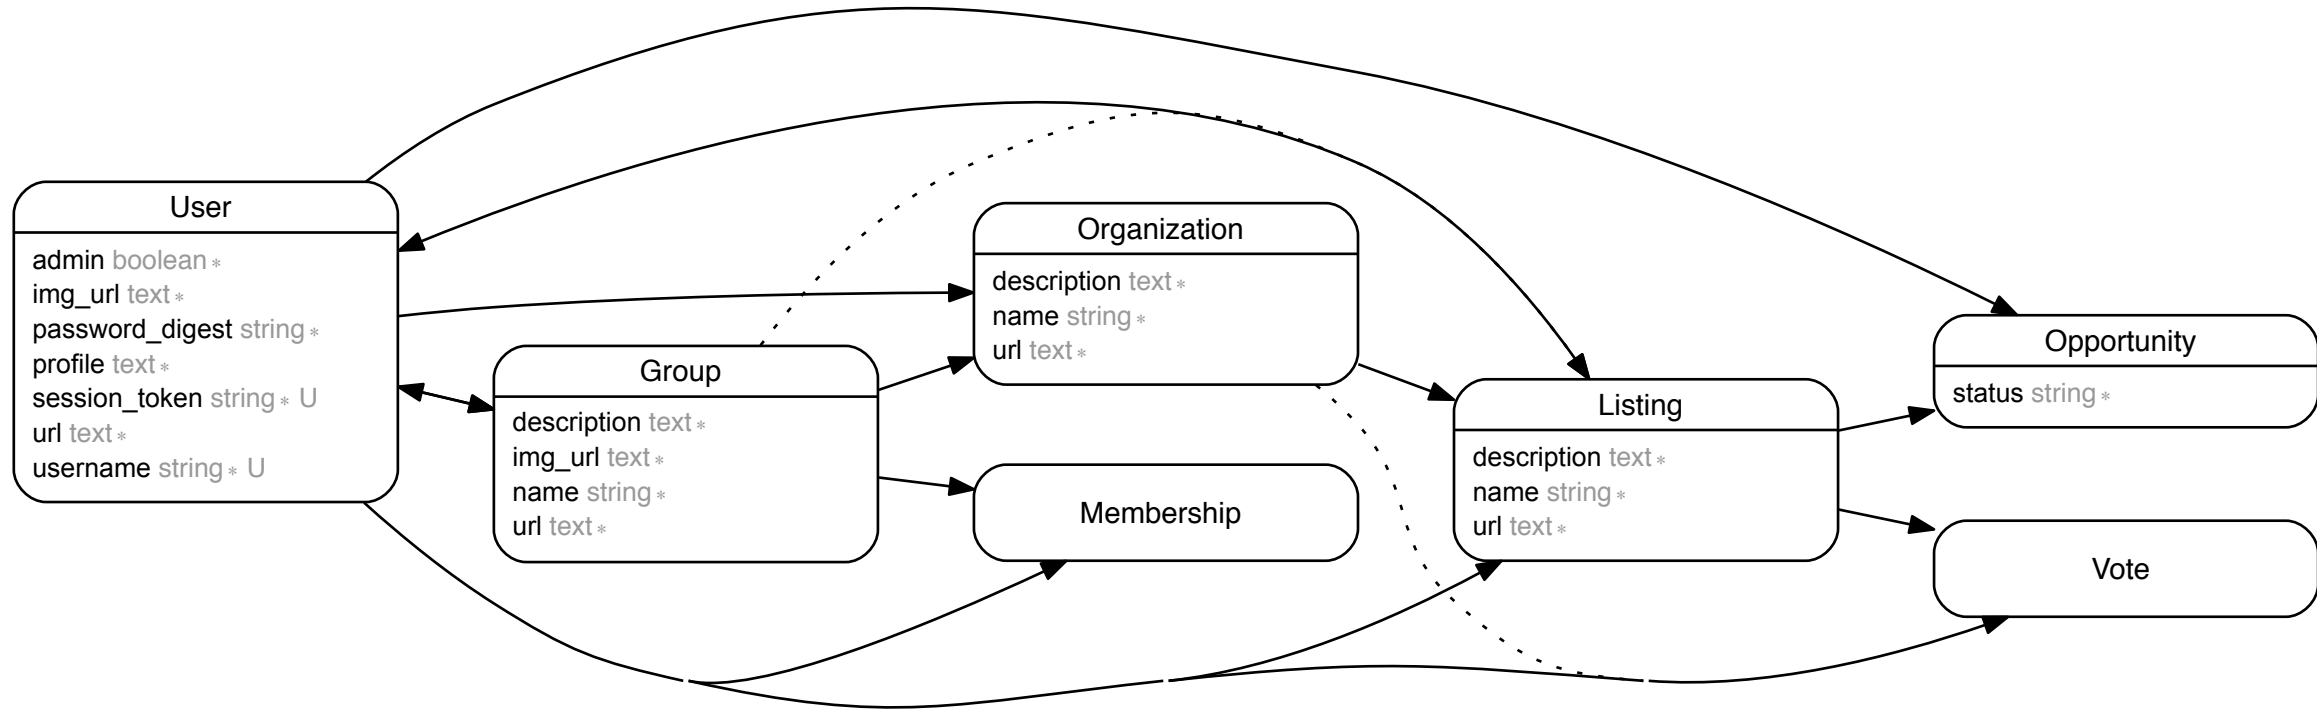 User
admin boolean *
img_url text *
password_digest string *
profile text *
session_token string * U
url text *
username string * U
Group
description text *
img_url text *
name string *
url text *
Organization
description text *
name string *
url text *
Membership
Listing
description text *
name string *
url text *
Opportunity
status string *
Vote